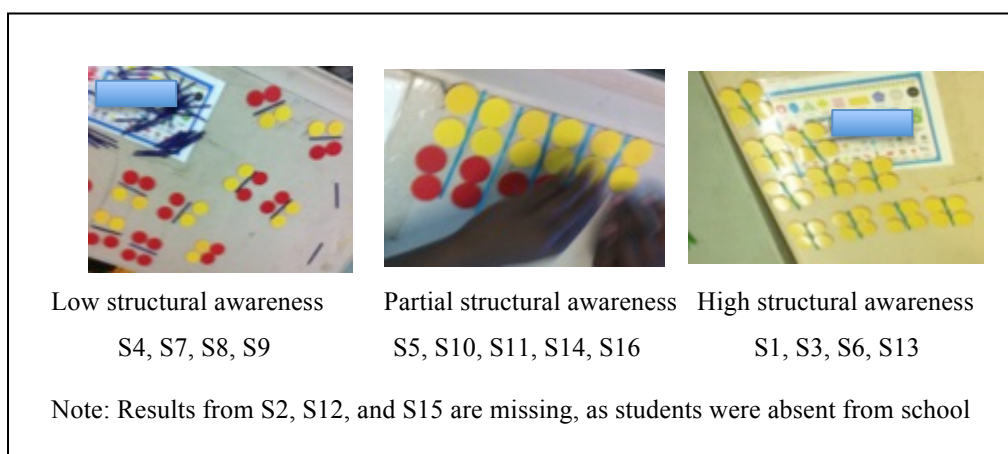 Low structural awareness
Partial structural awareness
High structural awareness
S4, S7, S8, S9
S5, S10, S11, S14, S16
S1, S3, S6, S13
Note: Results from S2, S12, and S15 are missing, as students were absent from school